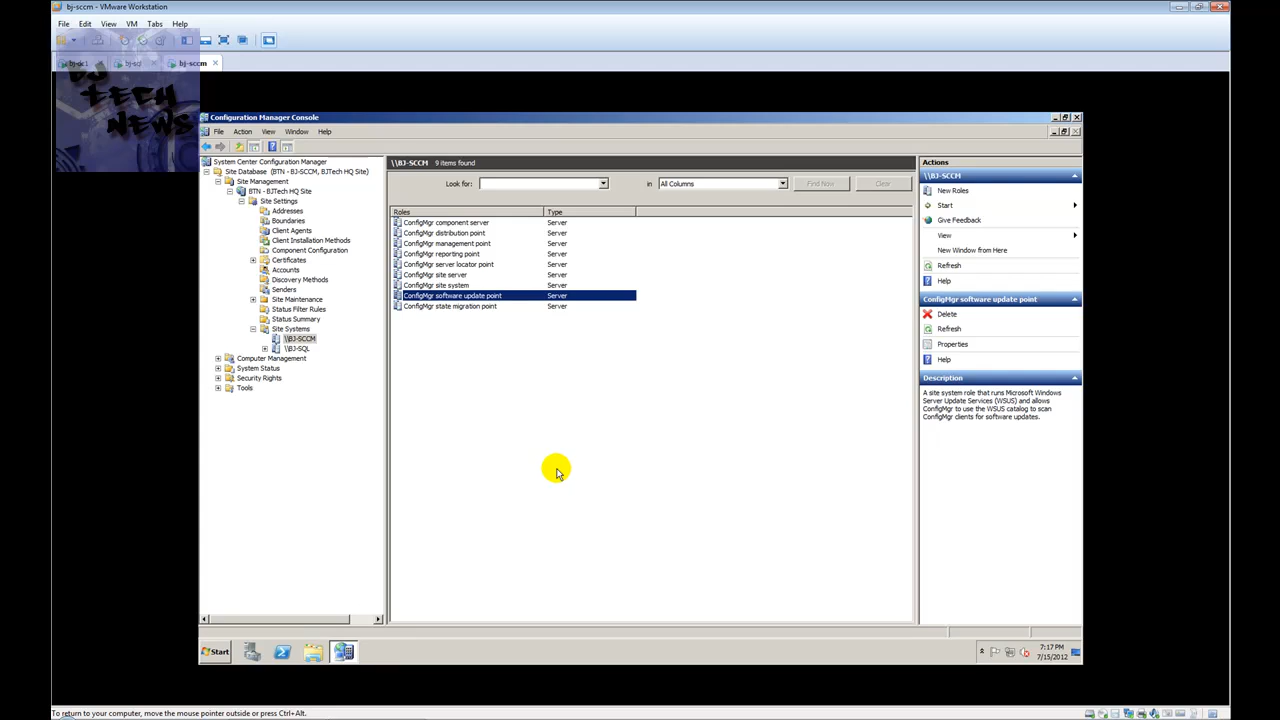 bj-sccm - VMware Workstation
File Edit View VM Tabs Help
bj-dc1 bj-scl bj-sccm
BJ
TECH
NEWS
Configuration Manager Console
File Action View Window Help
System Center Configuration Manager
Site Database (BTN - BJ-SCCM, BJTech HQ Site)
Site Management
BTN - BJTech HQ Site
Site Settings
Addresses
Boundaries
Client Agents
Client Installation Methods
Component Configuration
Certificates
Accounts
Discovery Methods
Senders
Site Maintenance
Status Filter Rules
Status Summary
Site Systems
\\BJ-SCCM
\\BJ-SQL
Computer Management
System Status
Security Rights
Tools
\\BJ-SCCM 9 items found
Look for: in All Columns Find Now Clear
Roles Type
ConfigMgr component server Server
ConfigMgr distribution point Server
ConfigMgr management point Server
ConfigMgr reporting point Server
ConfigMgr server locator point Server
ConfigMgr site server Server
ConfigMgr site system Server
ConfigMgr software update point Server
ConfigMgr state migration point Server
Actions
\\BJ-SCCM
New Roles
Start
Give Feedback
View
New Window from Here
Refresh
Help
ConfigMgr software update point
Delete
Refresh
Properties
Help
Description
A site system role that runs Microsoft Windows
Server Update Services (WSUS) and allows
ConfigMgr to use the WSUS catalog to scan
ConfigMgr clients for software updates.
Start
7:17 PM
7/15/2012
To return to your computer, move the mouse pointer outside or press Ctrl+Alt.